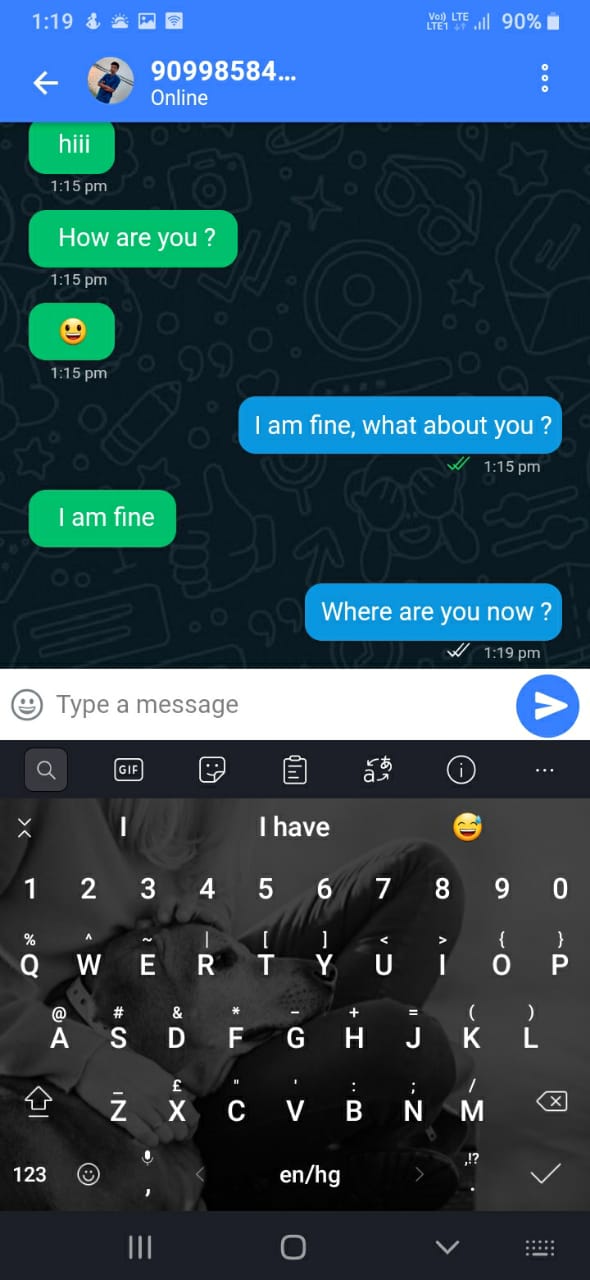 1:19 Vo) LTE 90%
LTE1
90998584...
Online
hiii
1:15 pm
How are you ?
1:15 pm
😃
1:15 pm
I am fine, what about you ?
1:15 pm
I am fine
Where are you now ?
1:19 pm
Type a message
GIF
I I have 😅
1 2 3 4 5 6 7 8 9 0
% ^ ~ | [ ] < > { }
Q W E R T Y U I O P
@ # & * - + = ( )
A S D F G H J K L
_ £ " ' : ; /
Z X C V B N M
,!?
123 , < en/hg > .